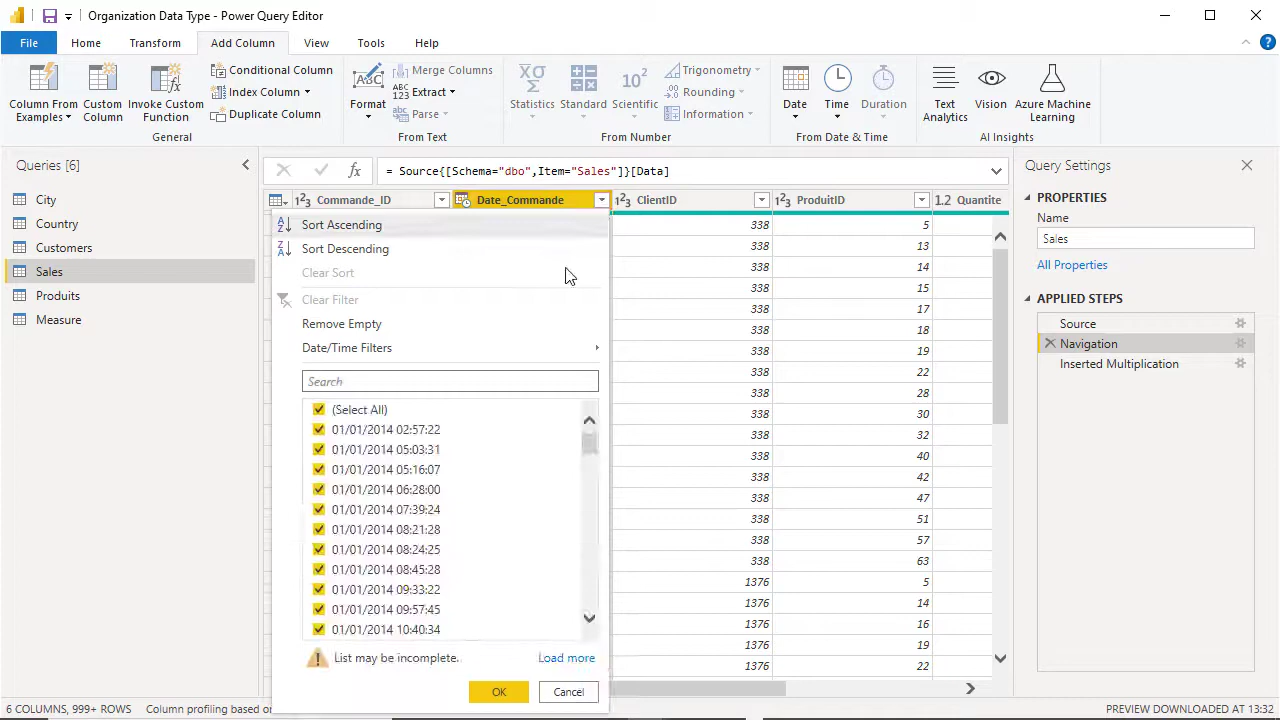 Organization Data Type - Power Query Editor
File Home Transform Add Column View Tools Help
Column From Examples
Custom Column
Invoke Custom Function
Conditional Column
Index Column
Duplicate Column
General
Format
Merge Columns
Extract
Parse
From Text
Statistics
Standard
Scientific
Trigonometry
Rounding
Information
From Number
Date
Time
Duration
From Date & Time
Text Analytics
Vision
Azure Machine Learning
AI Insights
Queries [6]
City
Country
Customers
Sales
Produits
Measure
= Source{[Schema="dbo",Item="Sales"]}[Data]
Commande_ID Date_Commande ClientID ProduitID 1.2 Quantite
Sort Ascending
Sort Descending
Clear Sort
Clear Filter
Remove Empty
Date/Time Filters
Search
(Select All)
01/01/2014 02:57:22
01/01/2014 05:03:31
01/01/2014 05:16:07
01/01/2014 06:28:00
01/01/2014 07:39:24
01/01/2014 08:21:28
01/01/2014 08:24:25
01/01/2014 08:45:28
01/01/2014 09:33:22
01/01/2014 09:57:45
01/01/2014 10:40:34
List may be incomplete. Load more
OK Cancel
338 5
338 13
338 14
338 15
338 17
338 18
338 19
338 22
338 28
338 30
338 32
338 40
338 42
338 47
338 51
338 57
338 63
1376 5
1376 14
1376 16
1376 19
1376 22
Query Settings
PROPERTIES
Name
Sales
All Properties
APPLIED STEPS
Source
Navigation
Inserted Multiplication
6 COLUMNS, 999+ ROWS Column profiling based on
PREVIEW DOWNLOADED AT 13:32